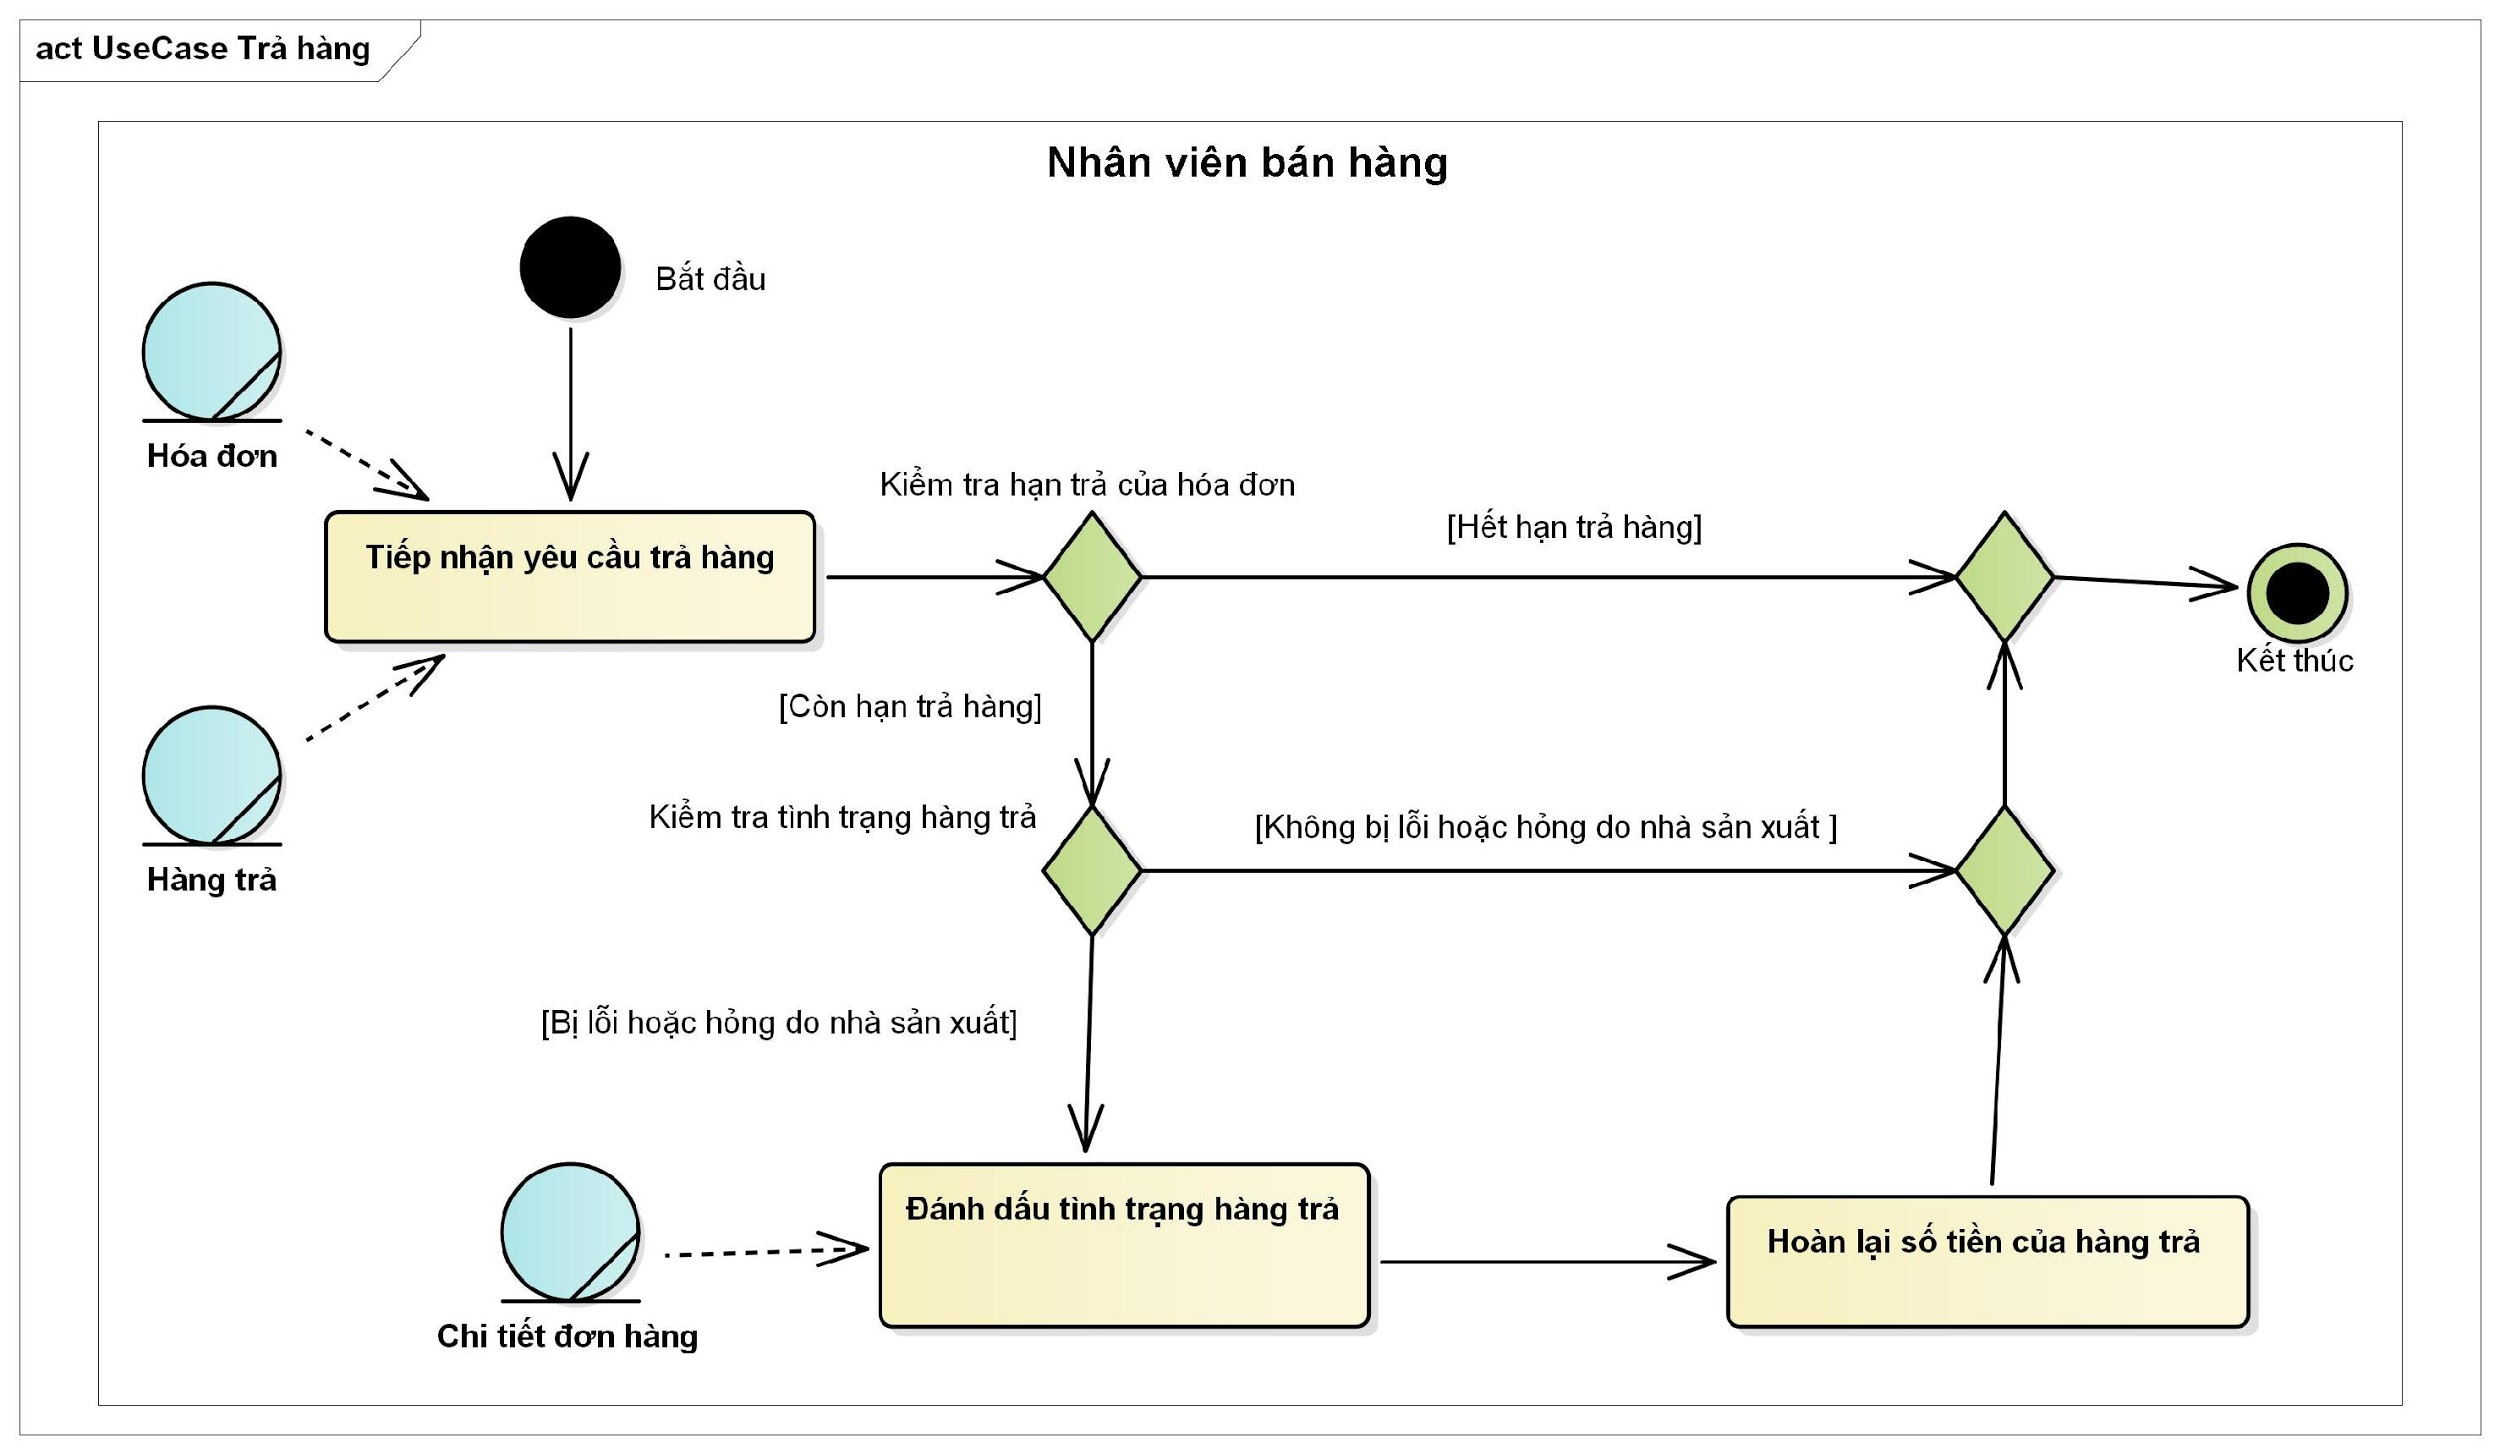 act UseCase Trả hàng
Nhân viên bán hàng
Bắt đầu
Hóa đơn
Kiểm tra hạn trả của hóa đơn
[Hết hạn trả hàng]
Tiếp nhận yêu cầu trả hàng
Kết thúc
[Còn hạn trả hàng]
Kiểm tra tình trạng hàng trả
[Không bị lỗi hoặc hỏng do nhà sản xuất ]
Hàng trả
[Bị lỗi hoặc hỏng do nhà sản xuất]
Đánh dấu tình trạng hàng trả
Hoàn lại số tiền của hàng trả
Chi tiết đơn hàng